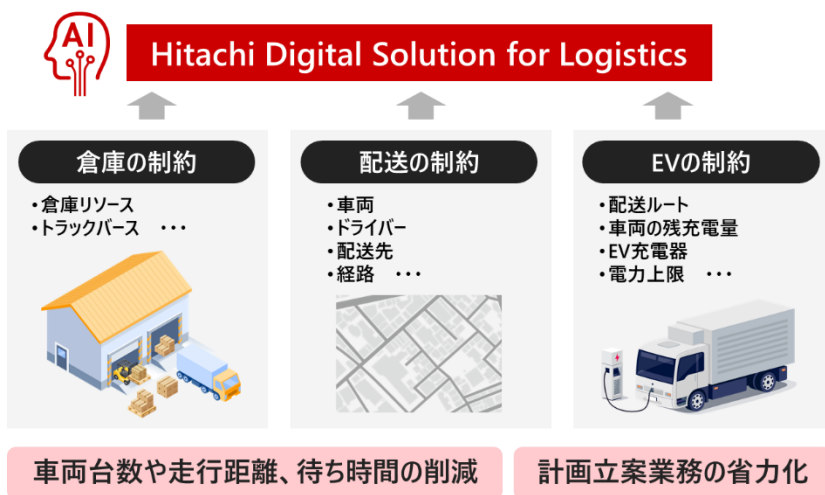 AI
Hitachi Digital Solution for Logistics
倉庫の制約
・倉庫リソース
・トラックバース ・・・
配送の制約
・車両
・ドライバー
・配送先
・経路 ・・・
EVの制約
・配送ルート
・車両の残充電量
・EV充電器
・電力上限 ・・・
車両台数や走行距離、待ち時間の削減
計画立案業務の省力化